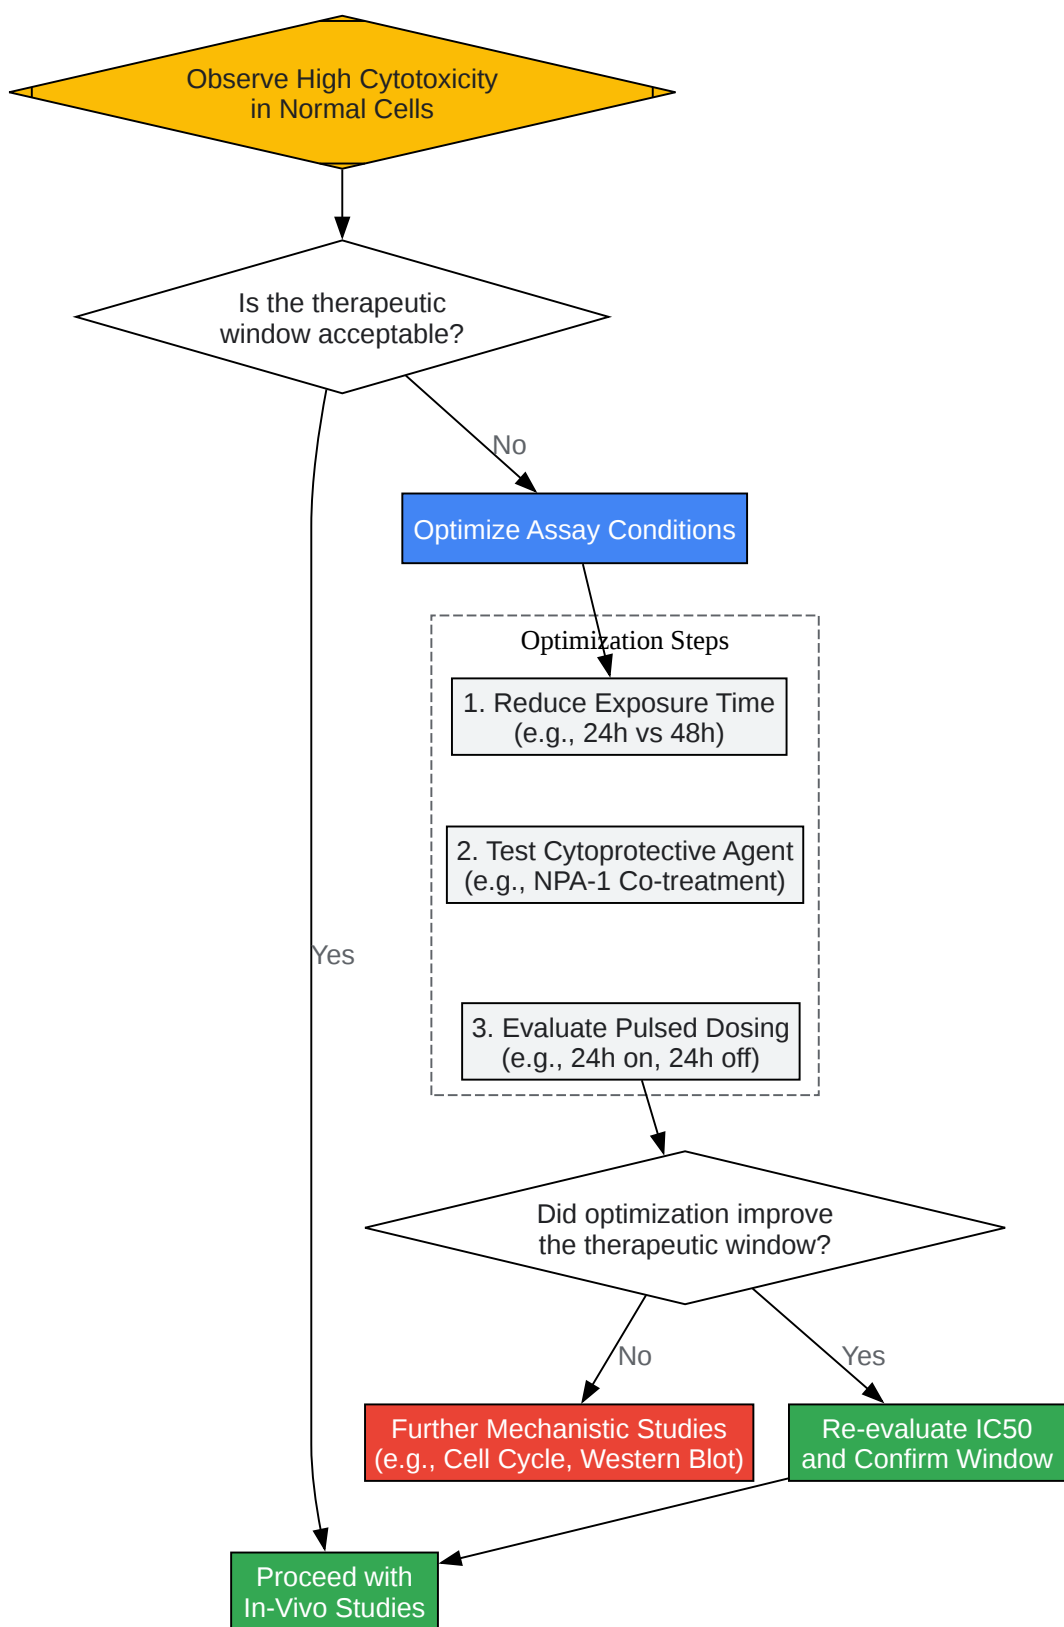 Observe High Cytotoxicity
in Normal Cells
Is the therapeutic
window acceptable?
No
Optimize Assay Conditions
Optimization Steps
1. Reduce Exposure Time
(e.g., 24h vs 48h)
2. Test Cytoprotective Agent
(e.g., NPA-1 Co-treatment)
Yes
3. Evaluate Pulsed Dosing
(e.g., 24h on, 24h off)
Did optimization improve
the therapeutic window?
No
Yes
Further Mechanistic Studies
(e.g., Cell Cycle, Western Blot)
Re-evaluate IC50
and Confirm Window
Proceed with
In-Vivo Studies